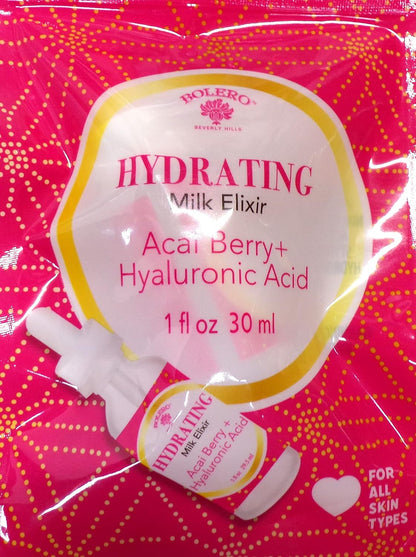 BOLERO™
BEVERLY HILLS
HYDRATING
Milk Elixir
Acai Berry+
Hyaluronic Acid
1 fl oz 30 ml
BOLERO
HYDRATING
Milk Elixir
Acai Berry +
Hyaluronic Acid
FOR
ALL
SKIN
TYPES